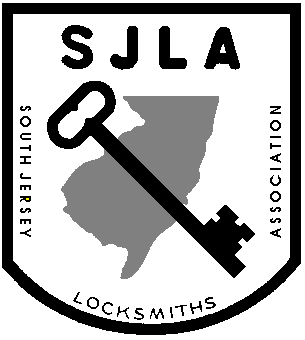 SJLA
SOUTH JERSEY
LOCKSMITHS
ASSOCIATION